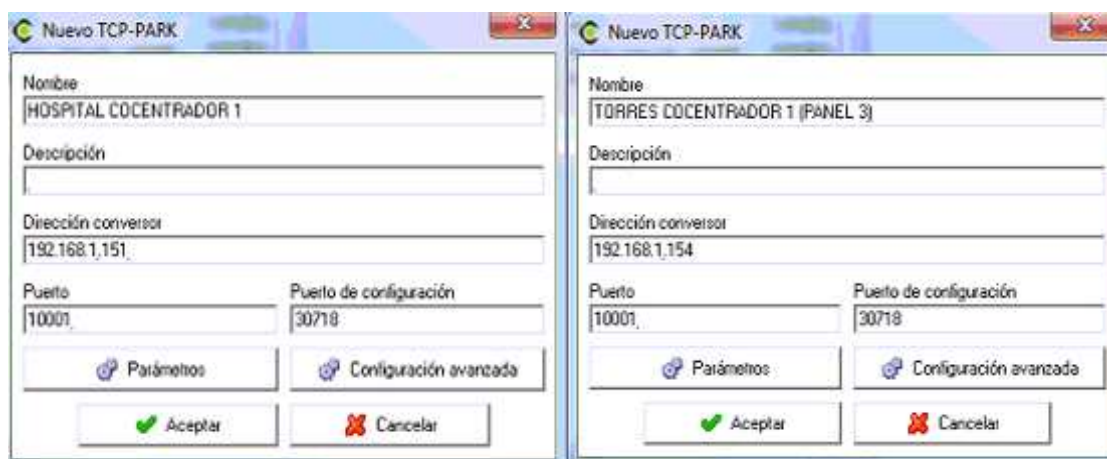 Nuevo TCP-PARK
Nombre
HOSPITAL COCENTRADOR 1
Descripción
Dirección conversor
192.168.1.151
Puerto
Puerto de configuración
10001
30718
Parámetros
Configuración avanzada
Aceptar
Cancelar
Nuevo TCP-PARK
Nombre
TORRES COCENTRADOR 1 (PANEL 3)
Descripción
Dirección conversor
192.168.1.154
Puerto
Puerto de configuración
10001
30718
Parámetros
Configuración avanzada
Aceptar
Cancelar